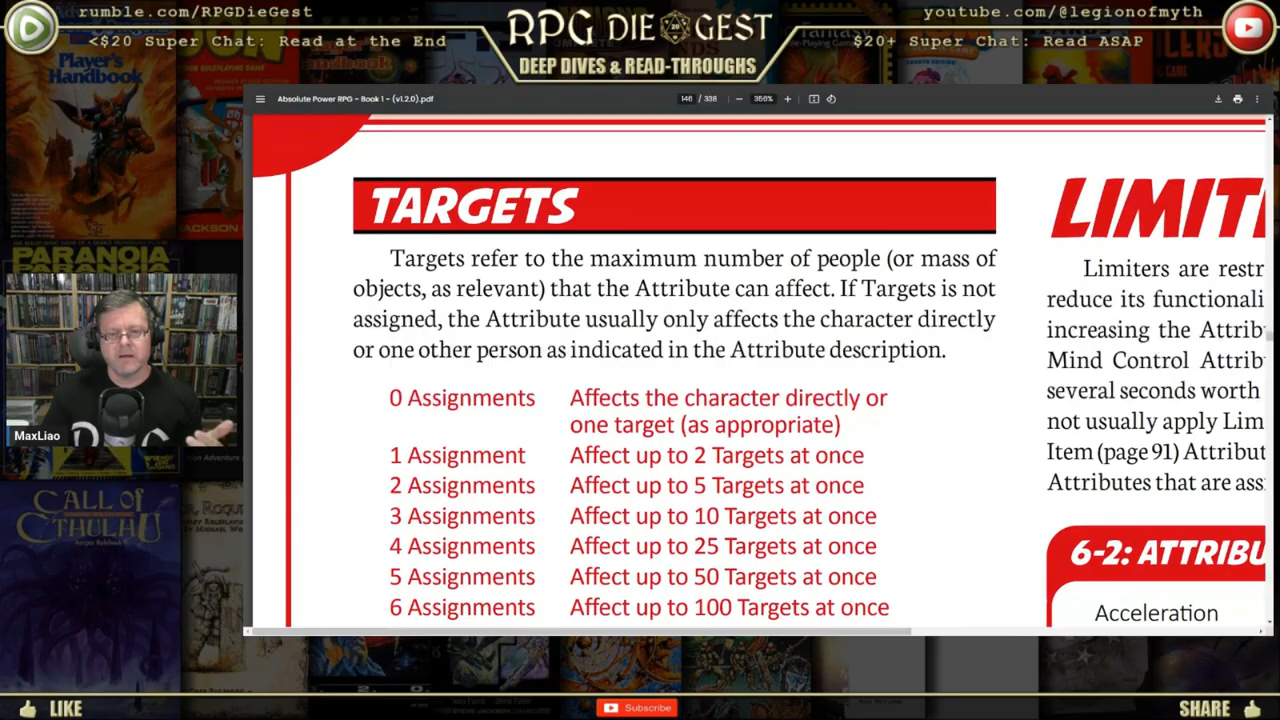 rumble.com/RPGDieGest
<$20 Super Chat: Read at the End
RPG DIE GEST
DEEP DIVES & READ-THROUGHS
youtube.com/@legionofmyth
$20+ Super Chat: Read ASAP
Player's
Handbook
JACKSON
PARANOIA
Absolute Power RPG - Book 1 - (v1.2.0).pdf
146 / 338
356%
TARGETS
Targets refer to the maximum number of people (or mass of
objects, as relevant) that the Attribute can affect. If Targets is not
assigned, the Attribute usually only affects the character directly
or one other person as indicated in the Attribute description.
0 Assignments Affects the character directly or
one target (as appropriate)
1 Assignment Affect up to 2 Targets at once
2 Assignments Affect up to 5 Targets at once
3 Assignments Affect up to 10 Targets at once
4 Assignments Affect up to 25 Targets at once
5 Assignments Affect up to 50 Targets at once
6 Assignments Affect up to 100 Targets at once
LIMIT
Limiters are restr
reduce its functionali
increasing the Attrib
Mind Control Attrib
several seconds worth
not usually apply Lim
Item (page 91) Attribut
Attributes that are ass
6-2: ATTRIBU
Acceleration
MaxLiao
CALL OF
CTHULHU
LIKE
Subscribe
SHARE